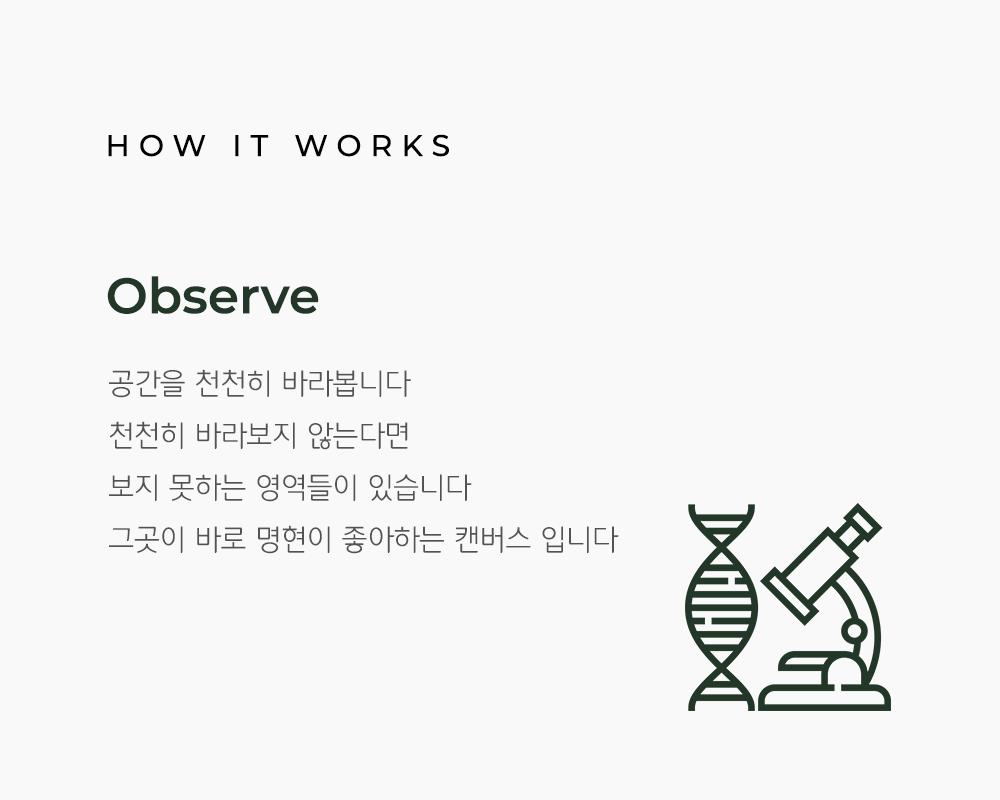 HOW IT WORKS
Observe
공간을 천천히 바라봅니다
천천히 바라보지 않는다면
보지 못하는 영역들이 있습니다
그곳이 바로 명현이 좋아하는 캔버스 입니다